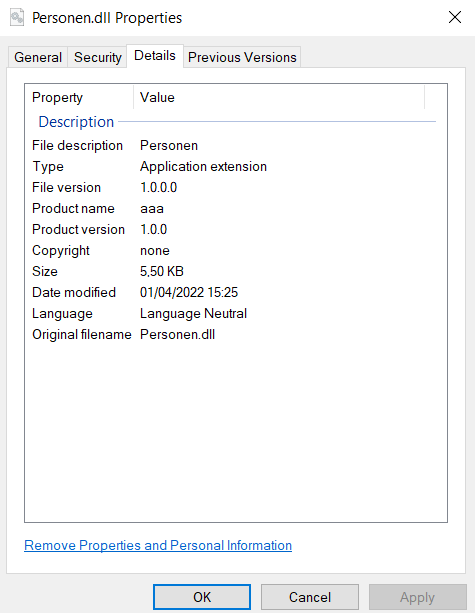 Personen.dll Properties
General Security Details Previous Versions
Property Value
Description
File description Personen
Type Application extension
File version 1.0.0.0
Product name aaa
Product version 1.0.0
Copyright none
Size 5,50 KB
Date modified 01/04/2022 15:25
Language Language Neutral
Original filename Personen.dll
Remove Properties and Personal Information
OK Cancel Apply